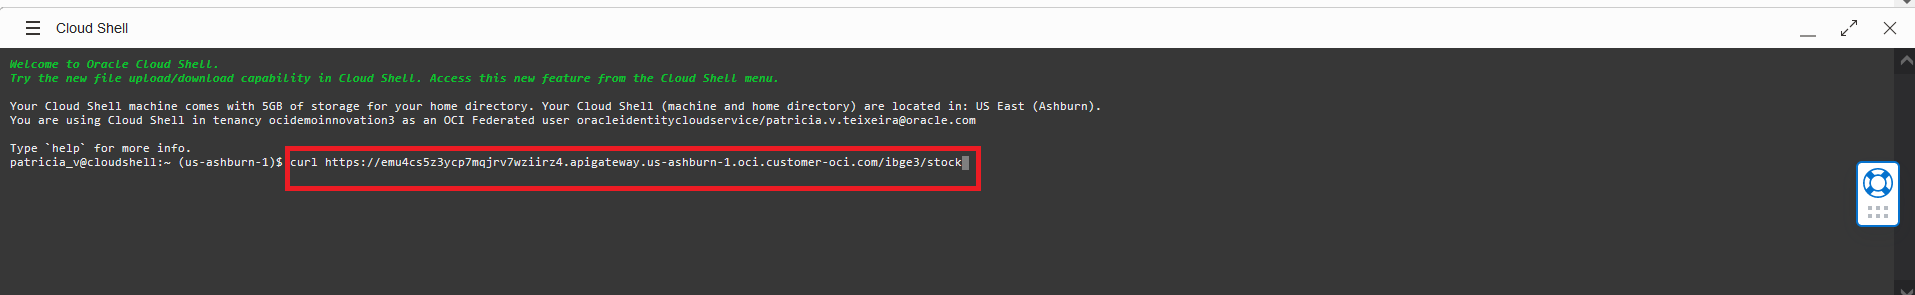 Cloud Shell
Welcome to Oracle Cloud Shell.
Try the new file upload/download capability in Cloud Shell. Access this new feature from the Cloud Shell menu.
Your Cloud Shell machine comes with 5GB of storage for your home directory. Your Cloud Shell (machine and home directory) are located in: US East (Ashburn).
You are using Cloud Shell in tenancy ocidemoinnovation3 as an OCI Federated user oracleidentitycloudservice/patricia.v.teixeira@oracle.com
Type `help` for more info.
patricia_v@cloudshell:~ (us-ashburn-1)$ curl https://emu4cs5z3ycp7mqjrv7wziirz4.apigateway.us-ashburn-1.oci.customer-oci.com/ibge3/stock